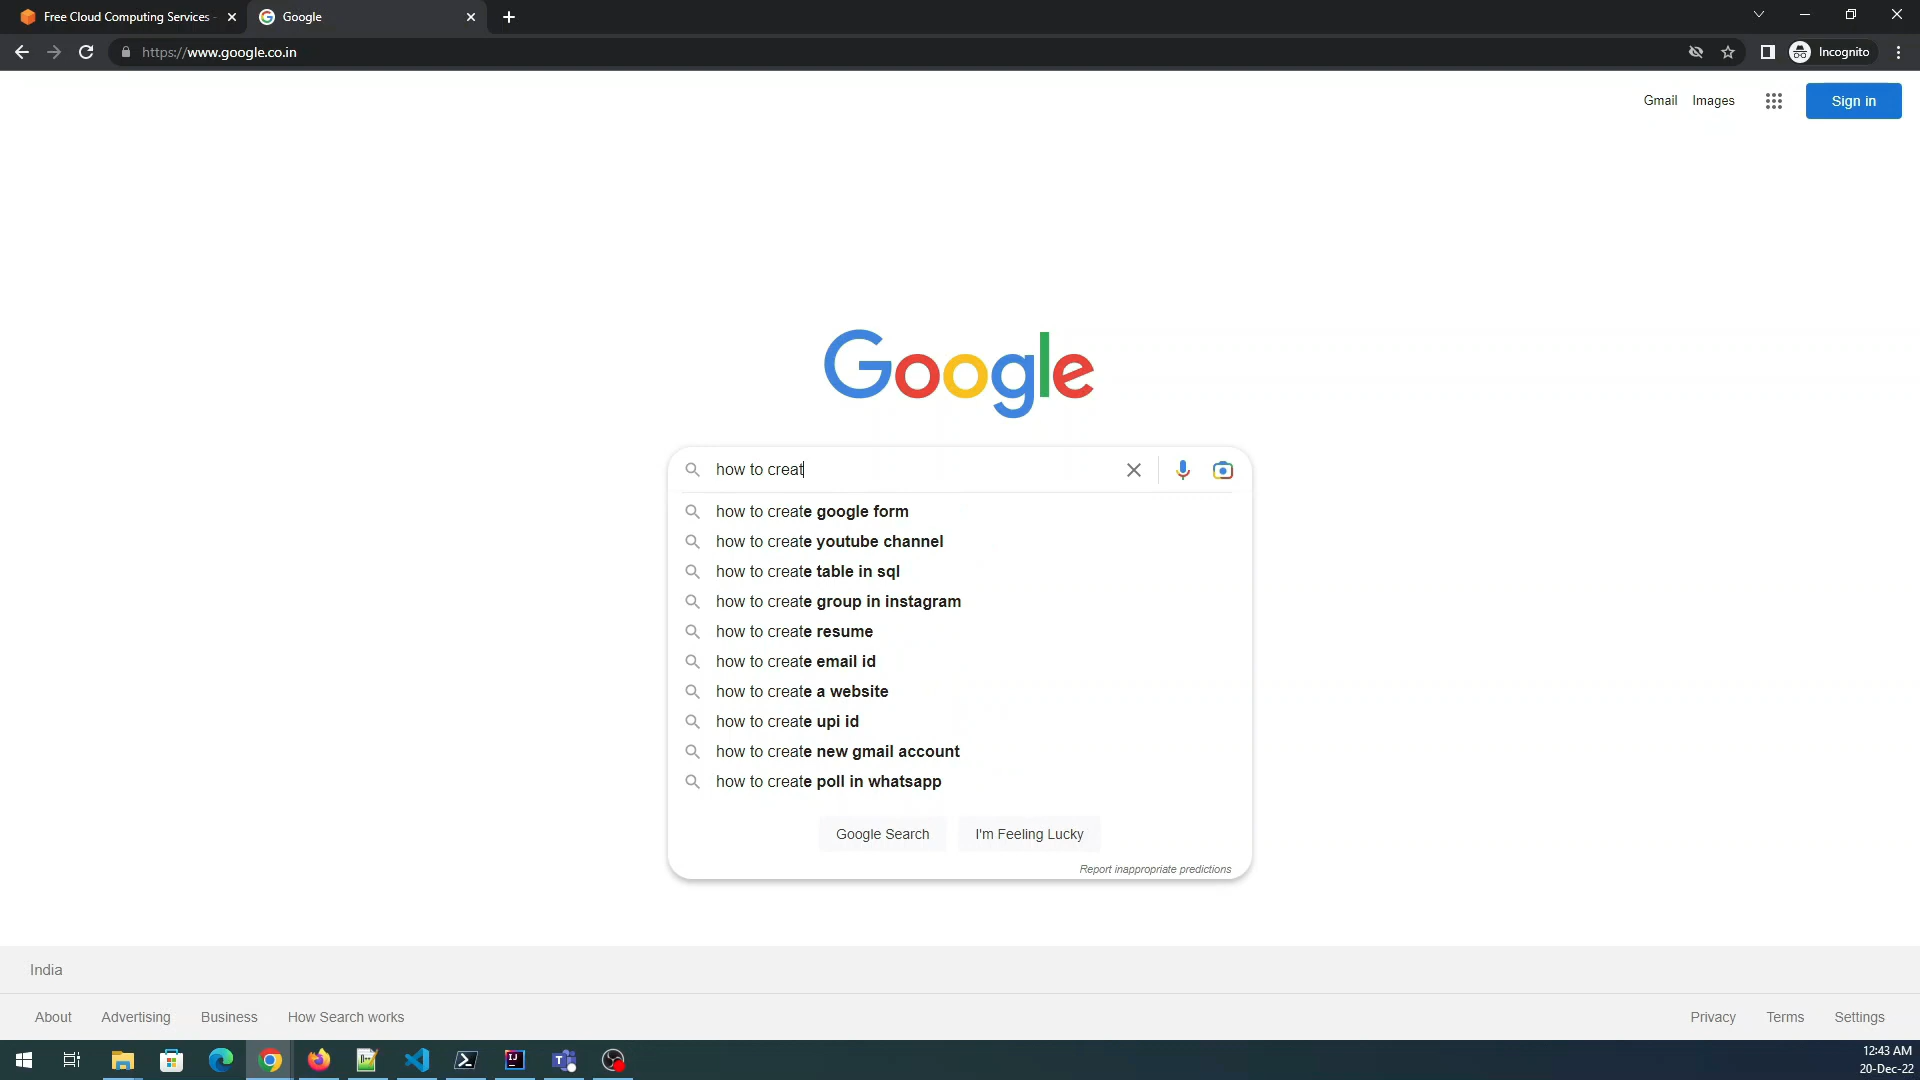 Free Cloud Computing Services -
Google
https://www.google.co.in
Incognito
Gmail
Images
Sign in
Google
how to creat
how to create google form
how to create youtube channel
how to create table in sql
how to create group in instagram
how to create resume
how to create email id
how to create a website
how to create upi id
how to create new gmail account
how to create poll in whatsapp
Google Search
I'm Feeling Lucky
Report inappropriate predictions
India
About
Advertising
Business
How Search works
Privacy
Terms
Settings
12:43 AM
20-Dec-22